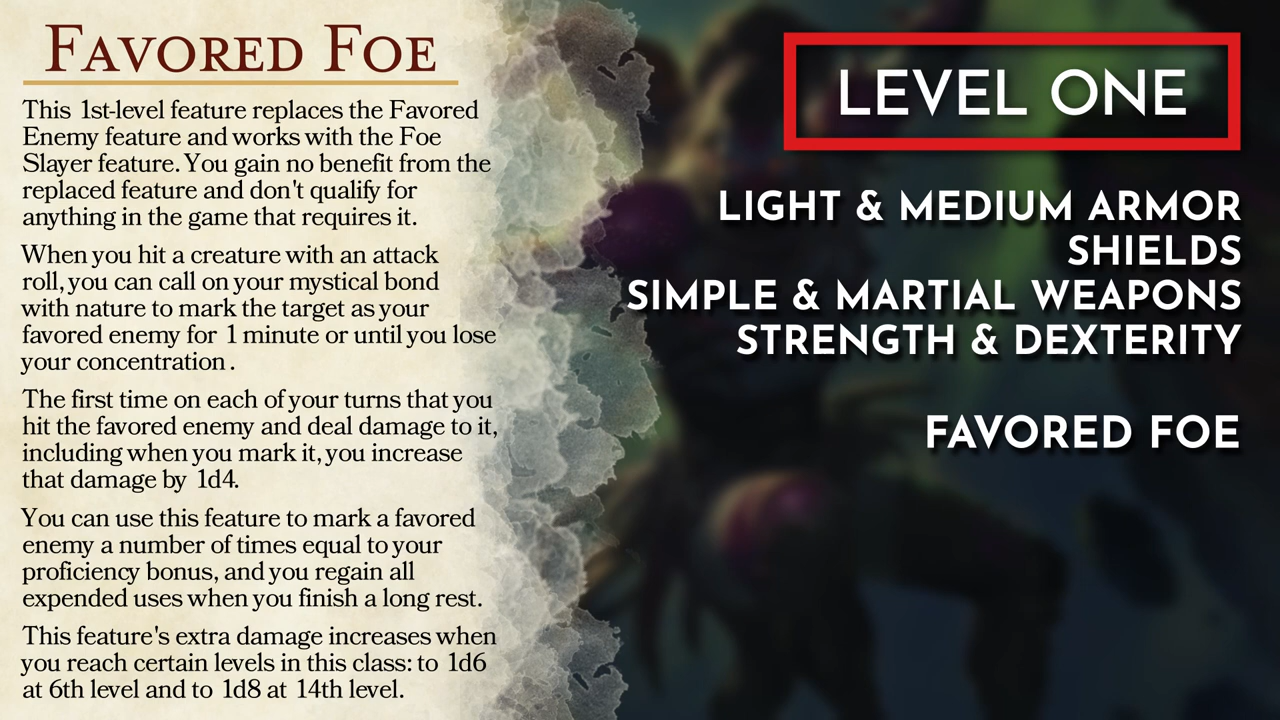 FAVORED FOE
This 1st-level feature replaces the Favored
Enemy feature and works with the Foe
Slayer feature. You gain no benefit from the
replaced feature and don't qualify for
anything in the game that requires it.
When you hit a creature with an attack
roll, you can call on your mystical bond
with nature to mark the target as your
favored enemy for 1 minute or until you lose
your concentration.
The first time on each of your turns that you
hit the favored enemy and deal damage to it,
including when you mark it, you increase
that damage by 1d4.
You can use this feature to mark a favored
enemy a number of times equal to your
proficiency bonus, and you regain all
expended uses when you finish a long rest.
This feature's extra damage increases when
you reach certain levels in this class: to 1d6
at 6th level and to 1d8 at 14th level.
LEVEL ONE
LIGHT & MEDIUM ARMOR
SHIELDS
SIMPLE & MARTIAL WEAPONS
STRENGTH & DEXTERITY
FAVORED FOE